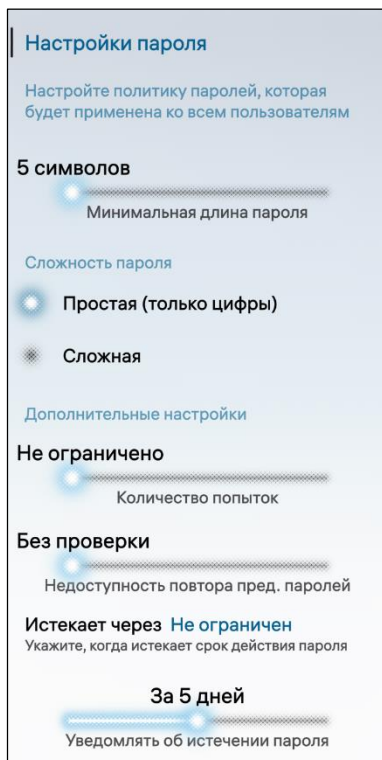 Настройки пароля
Настройте политику паролей, которая
будет применена ко всем пользователям
5 символов
Минимальная длина пароля
Сложность пароля
Простая (только цифры)
Сложная
Дополнительные настройки
Не ограничено
Количество попыток
Без проверки
Недоступность повтора пред. паролей
Истекает через Не ограничен
Укажите, когда истекает срок действия пароля
За 5 дней
Уведомлять об истечении пароля